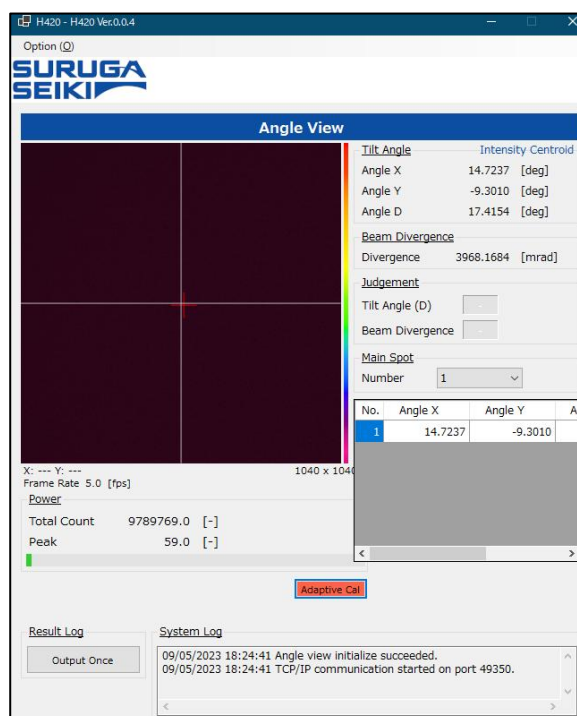 H420 - H420 Ver.0.0.4
Option (O)
SURUGA
SEIKI
Angle View
Tilt Angle Intensity Centroid
Angle X 14.7237 [deg]
Angle Y -9.3010 [deg]
Angle D 17.4154 [deg]
Beam Divergence
Divergence 3968.1684 [mrad]
Judgement
Tilt Angle (D) -
Beam Divergence -
Main Spot
Number 1
No. Angle X Angle Y A
1 14.7237 -9.3010
X: --- Y: --- 1040 x 1040
Frame Rate 5.0 [fps]
Power
Total Count 9789769.0 [-]
Peak 59.0 [-]
Adaptive Cal
Result Log
Output Once
System Log
09/05/2023 18:24:41 Angle view initialize succeeded.
09/05/2023 18:24:41 TCP/IP communication started on port 49350.